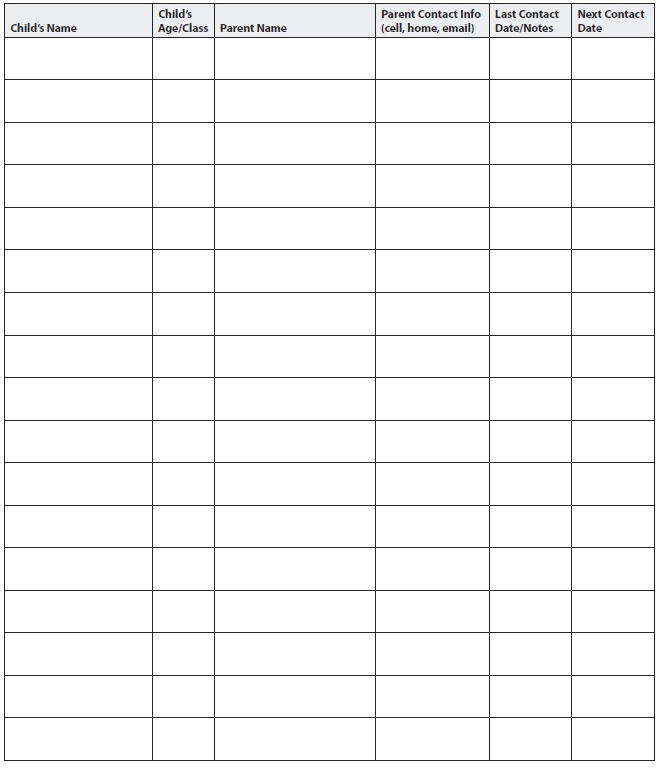 Child's Name
Child's
Age/Class
Parent Name
Parent Contact Info
(cell, home, email)
Last Contact
Date/Notes
Next Contact
Date